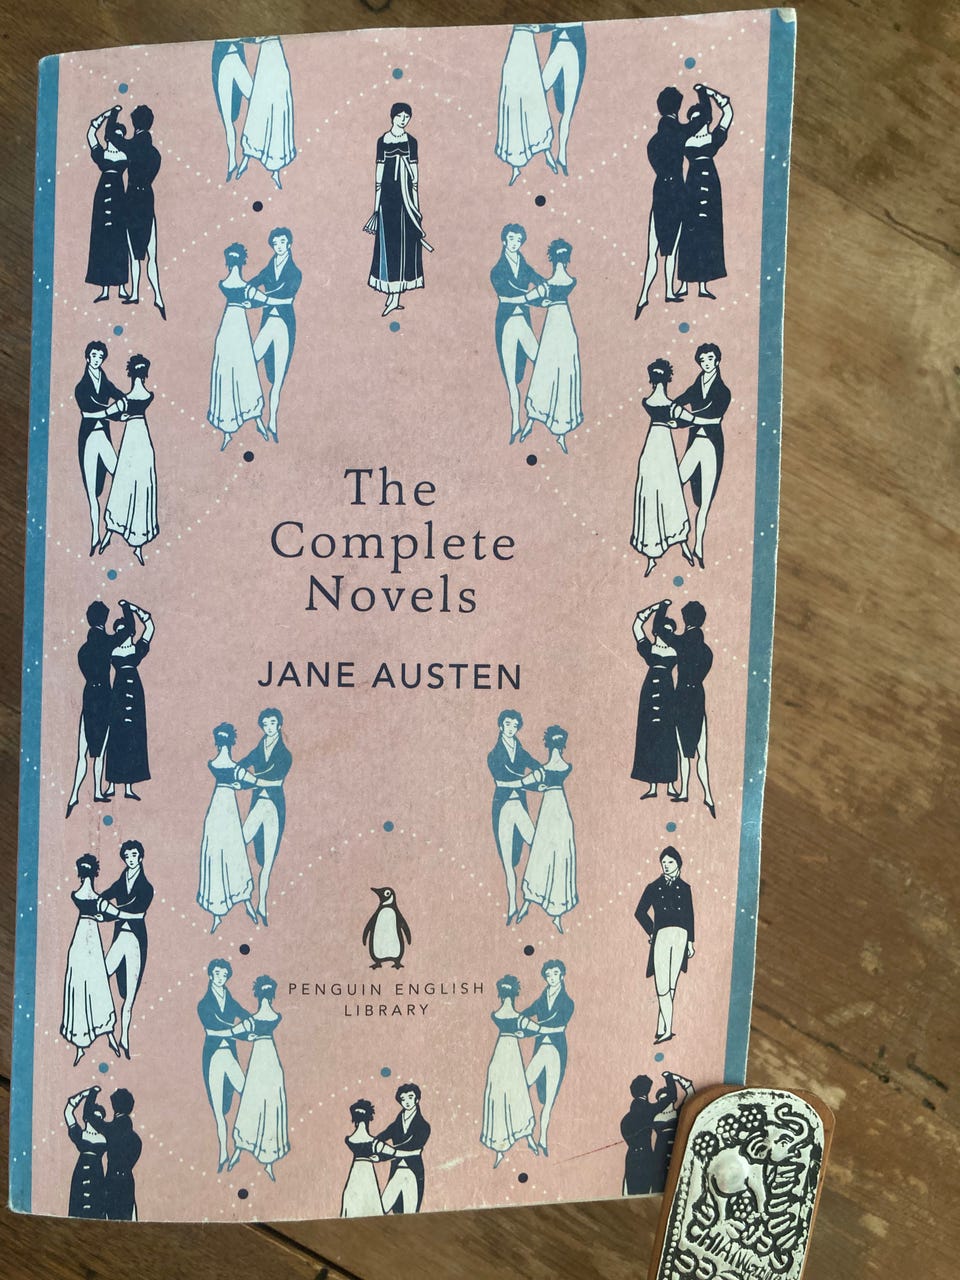 The
Complete
Novels
JANE AUSTEN
PENGUIN ENGLISH
LIBRARY